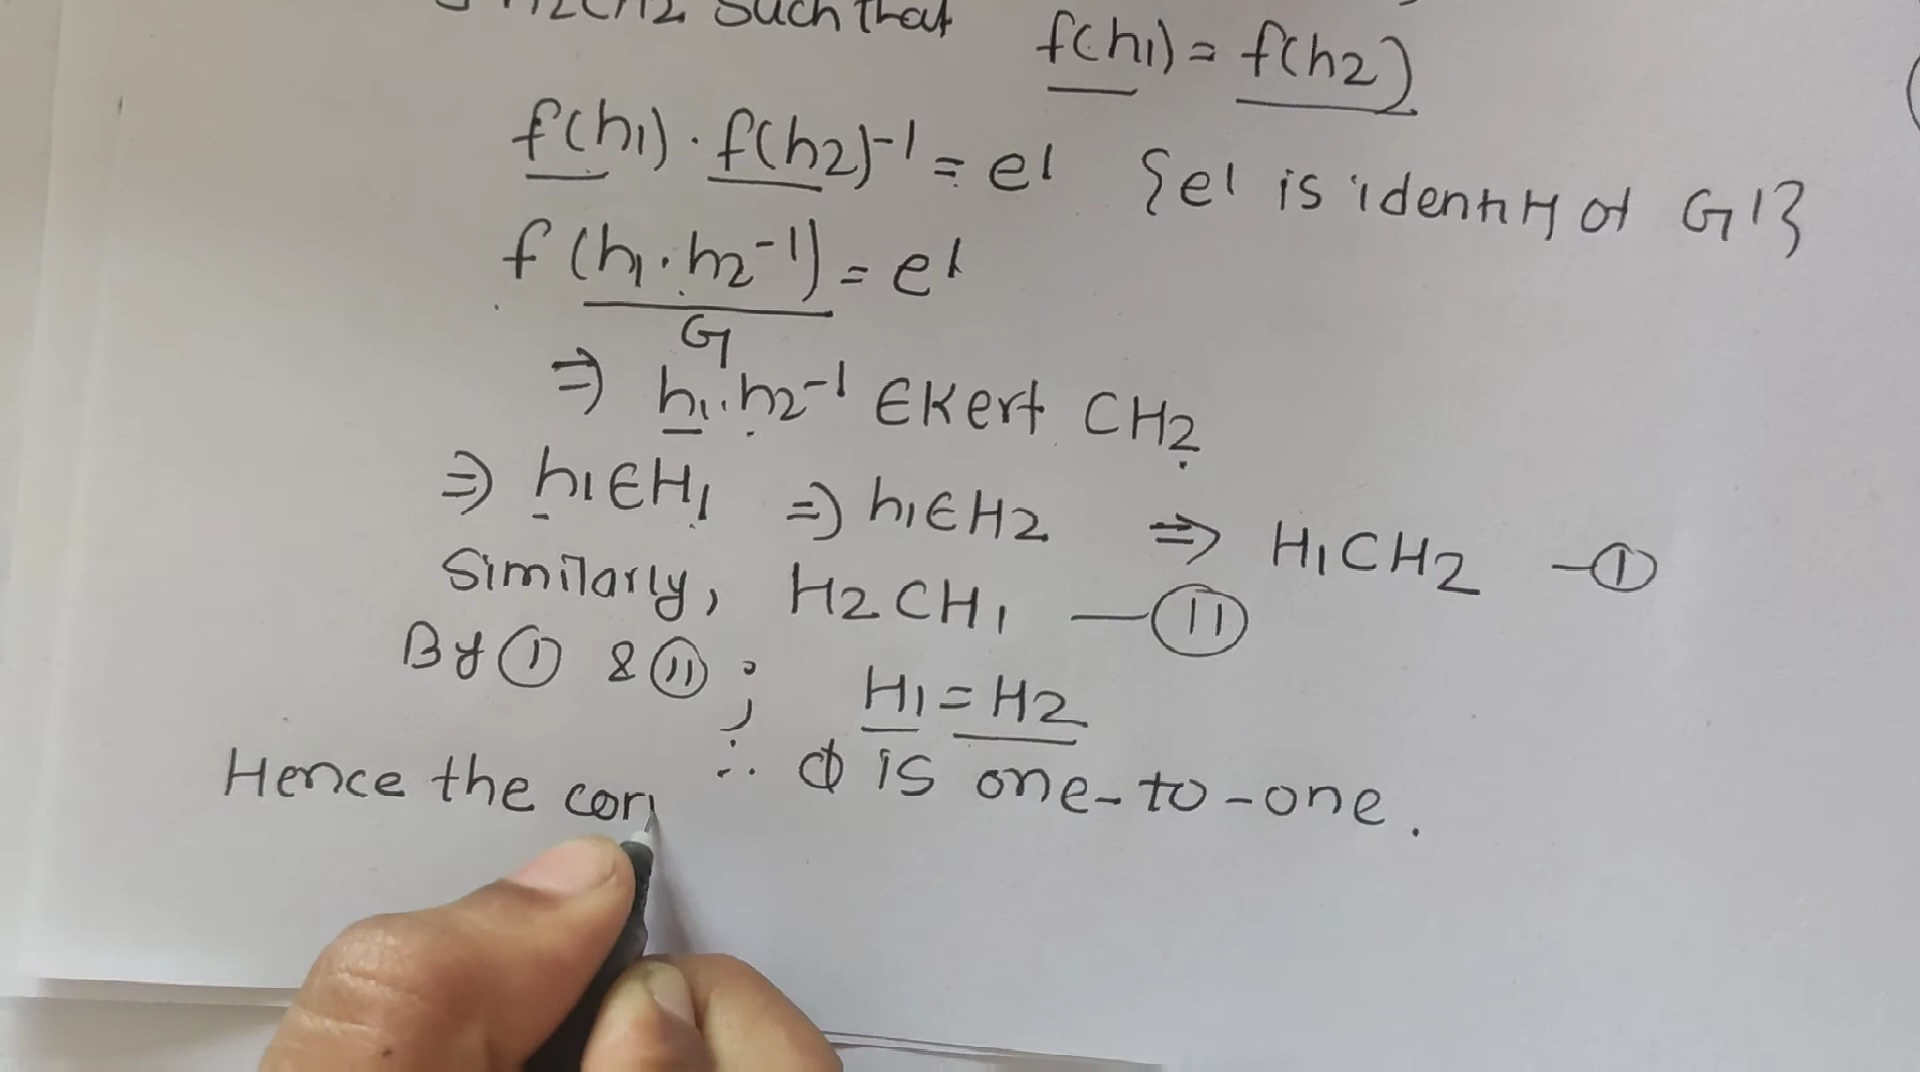 such that f(h1) = f(h2)
f(h1) . f(h2)-1 = e' {e' is identity of G'}
f(h1.h2-1) = e'
G
⇒ h1.h2-1 ∈ Kerf ⊂ H2
⇒ h1∈H1 ⇒ h1∈H2 ⇒ H1⊂H2 -Ⓘ
Similarly, H2⊂H1 -(II)
By (I) & (II) ; H1 = H2
∴ Φ is one-to-one.
Hence the cor